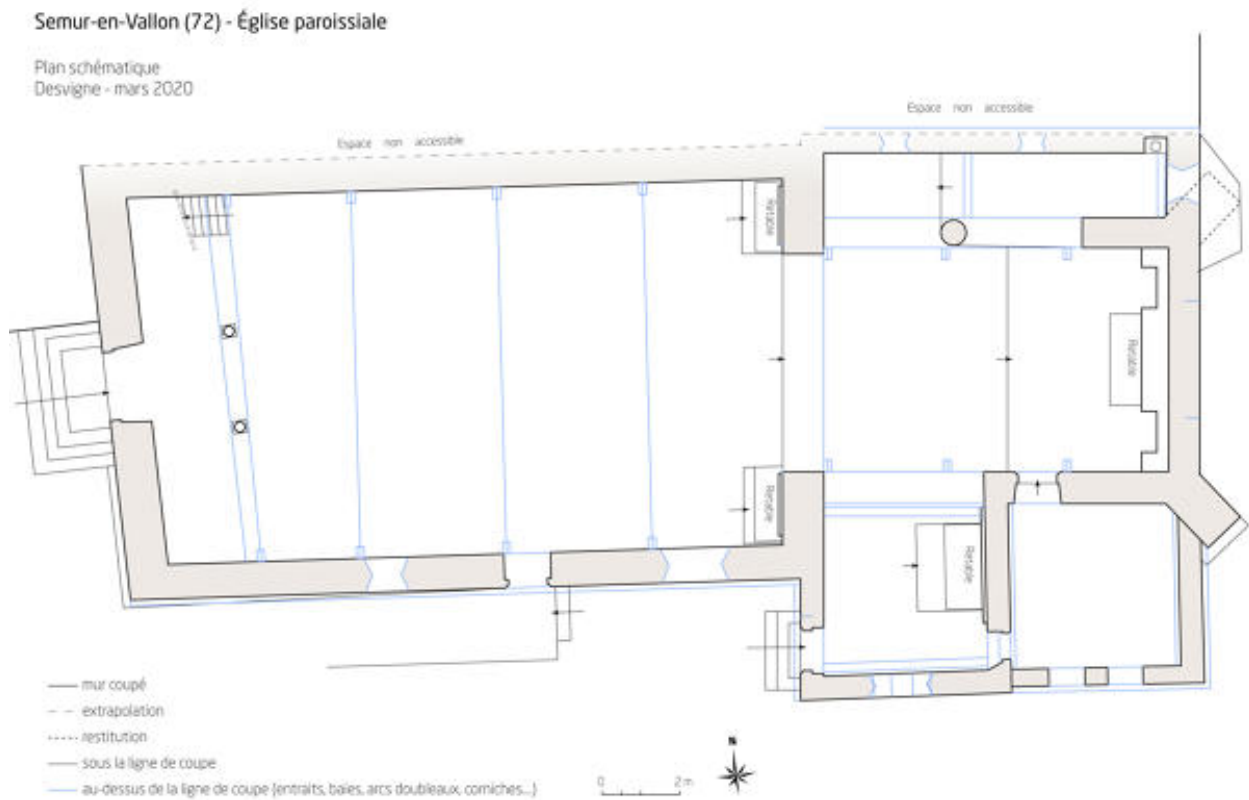 Semur-en-Vallon (72) - Église paroissiale
Plan schématique
Desvigne - mars 2020
Espace non accessible
Espace non accessible
Retable
Retable
Retable
Retable
mur coupé
extrapolation
restitution
sous la ligne de coupe
au-dessus de la ligne de coupe (entraits, baies, arcs doubleaux, corniches...)
0 2 m
N